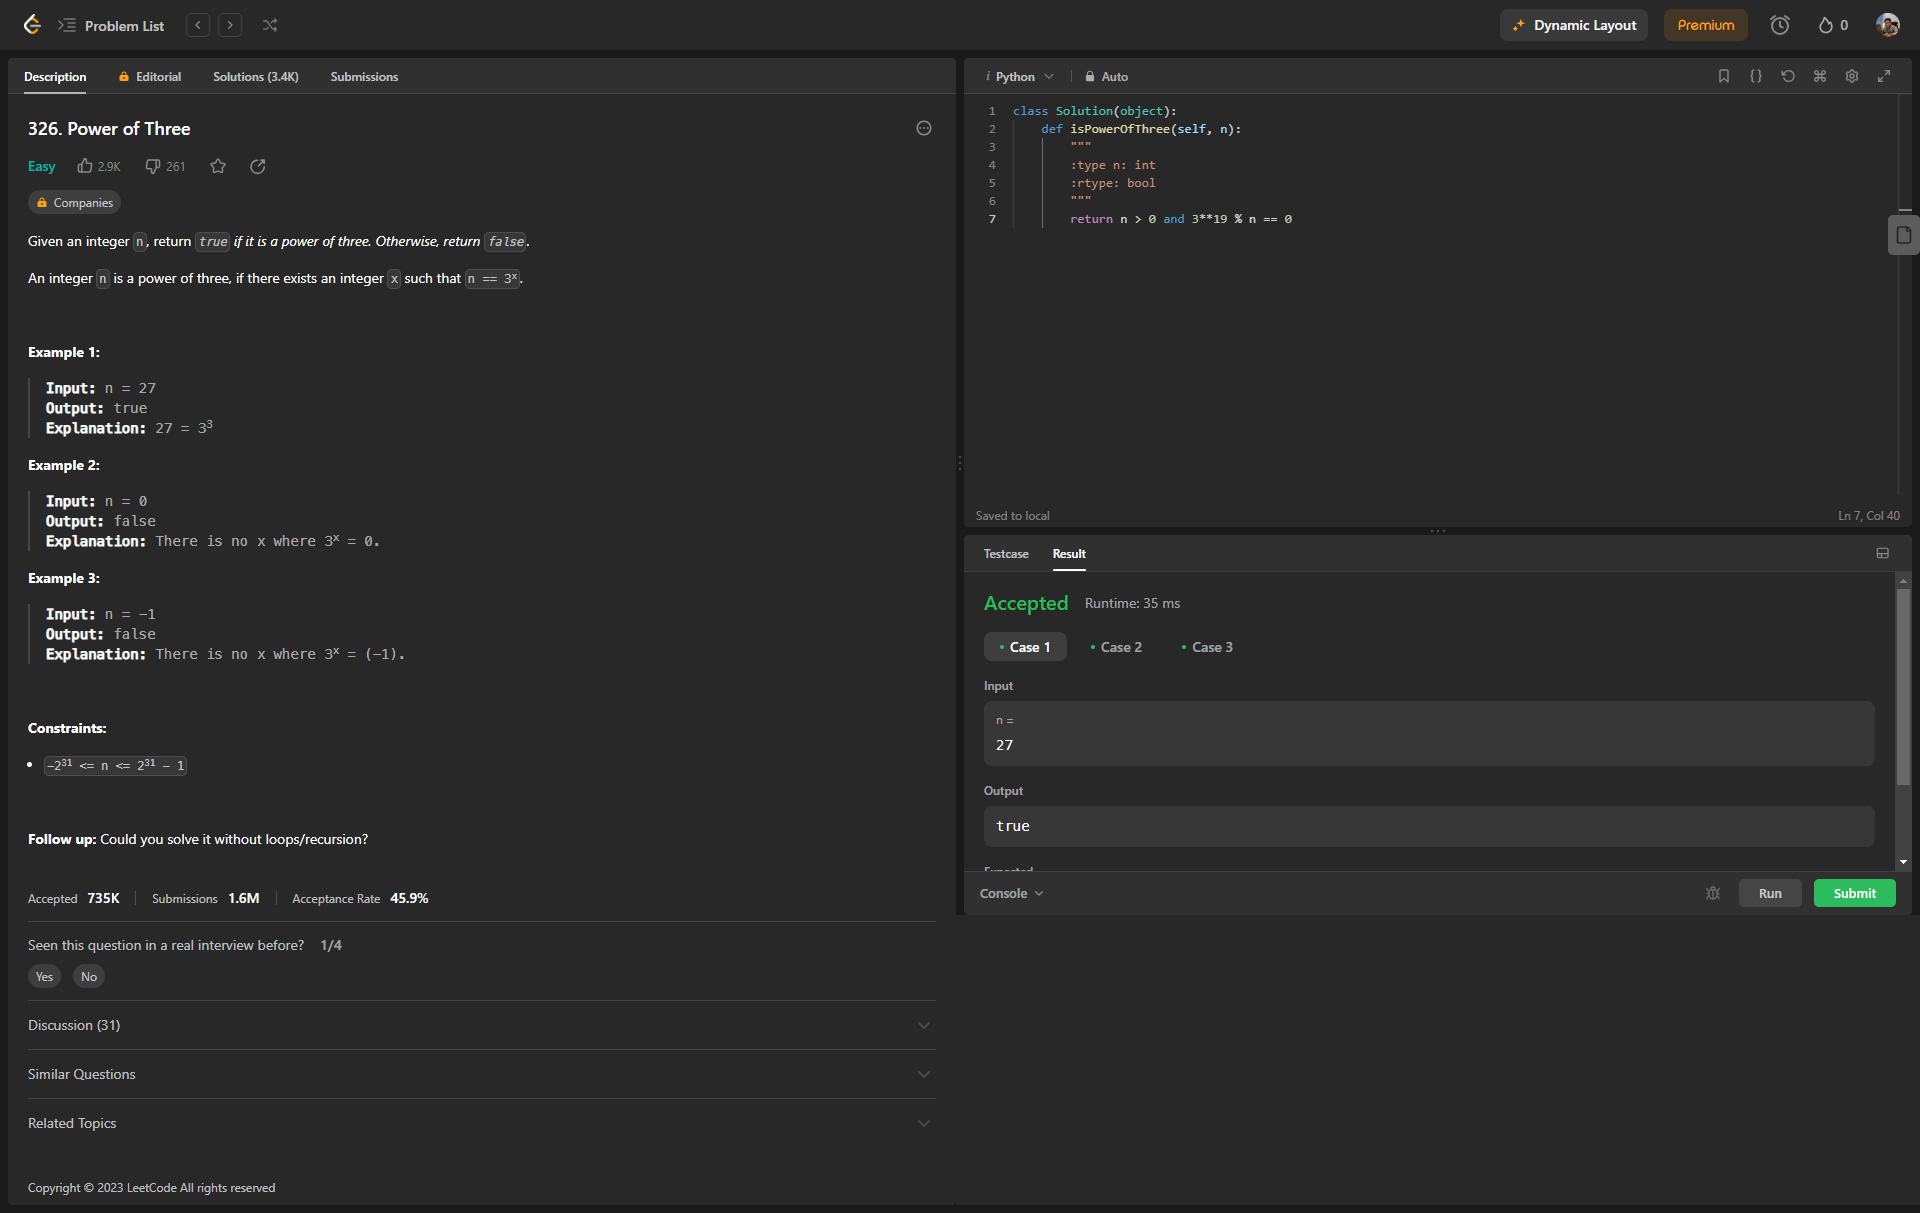 Problem List
Dynamic Layout
Premium
0
Description
Editorial
Solutions (3.4K)
Submissions
326. Power of Three
Easy
2.9K
261
Companies
Given an integer n, return true if it is a power of three. Otherwise, return false.
An integer n is a power of three, if there exists an integer x such that n == 3ˣ.
Example 1:
Input: n = 27
Output: true
Explanation: 27 = 3³
Example 2:
Input: n = 0
Output: false
Explanation: There is no x where 3ˣ = 0.
Example 3:
Input: n = -1
Output: false
Explanation: There is no x where 3ˣ = (-1).
Constraints:
• -2³¹ <= n <= 2³¹ - 1
Follow up: Could you solve it without loops/recursion?
Accepted 735K Submissions 1.6M Acceptance Rate 45.9%
Seen this question in a real interview before? 1/4
Yes No
Discussion (31)
Similar Questions
Related Topics
Copyright © 2023 LeetCode All rights reserved
i Python
Auto
1 class Solution(object):
2     def isPowerOfThree(self, n):
3         """
4         :type n: int
5         :rtype: bool
6         """
7         return n > 0 and 3**19 % n == 0
Saved to local
Ln 7, Col 40
Testcase
Result
Accepted Runtime: 35 ms
• Case 1 • Case 2 • Case 3
Input
n =
27
Output
true
Expected
Console
Run
Submit